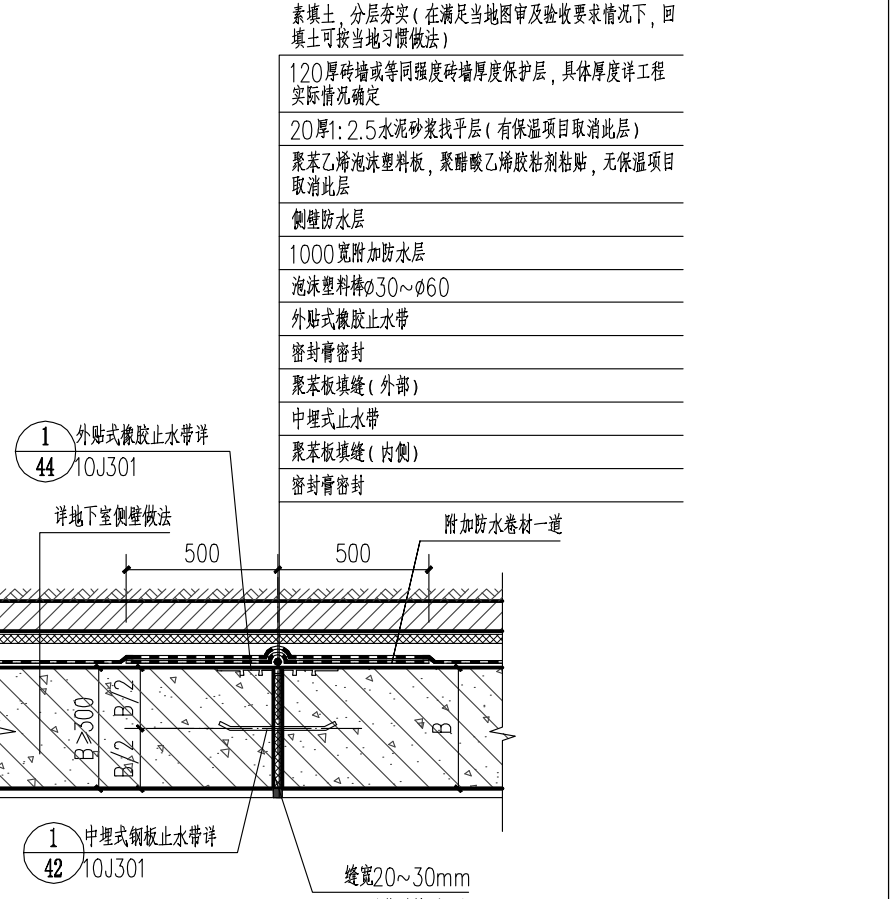 素填土，分层夯实（在满足当地图审及验收要求情况下，回
填土可按当地习惯做法）
120厚砖墙或等同强度砖墙厚度保护层，具体厚度详工程
实际情况确定
20厚1:2.5水泥砂浆找平层（有保温项目取消此层）
聚苯乙烯泡沫塑料板，聚醋酸乙烯胶粘剂粘贴，无保温项目
取消此层
侧壁防水层
1000宽附加防水层
泡沫塑料棒ø30~ø60
外贴式橡胶止水带
密封膏密封
聚苯板填缝（外部）
中埋式止水带
聚苯板填缝（内侧）
密封膏密封
1
44
外贴式橡胶止水带详
10J301
详地下室侧壁做法
附加防水卷材一道
500
500
B≥300
B/2
B/2
B
1
42
中埋式钢板止水带详
10J301
缝宽20~30mm